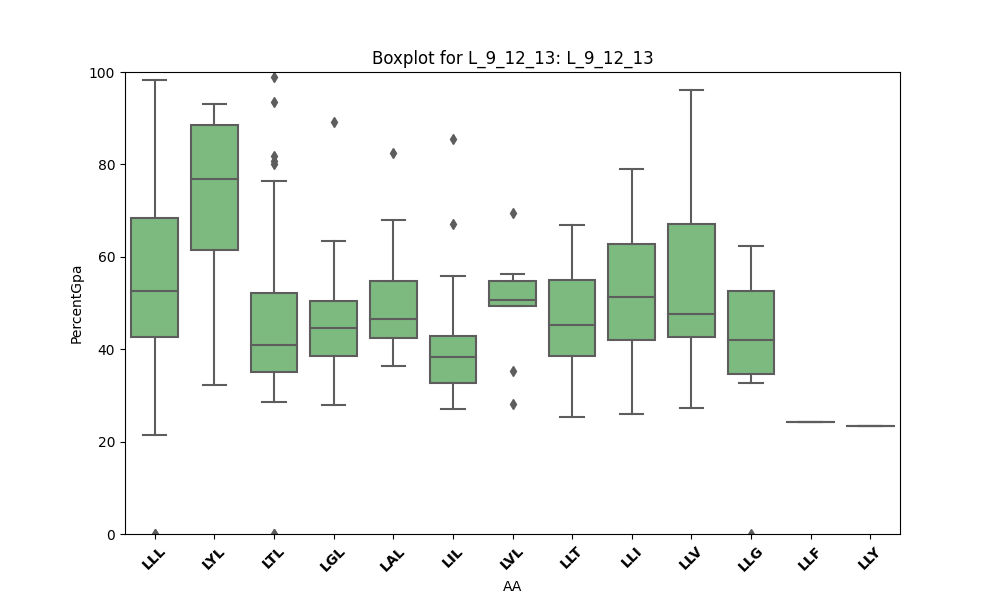 Boxplot for L_9_12_13: L_9_12_13
100
80
60
40
20
0
PercentGpa
LLL LYL LTL LGL LAL LIL LVL LLT LLI LLV LLG LLF LLY
AA